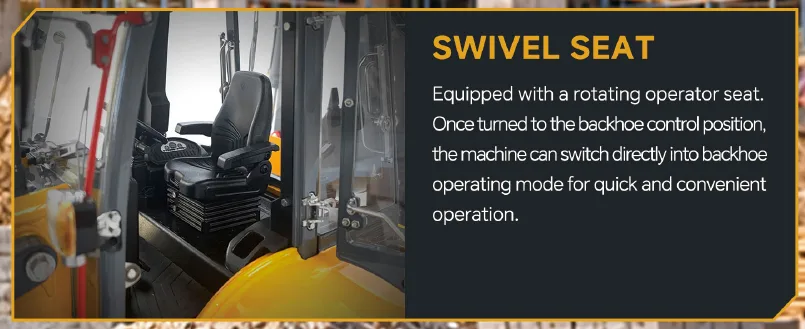 SWIVEL SEAT
Equipped with a rotating operator seat.
Once turned to the backhoe control position,
the machine can switch directly into backhoe
operating mode for quick and convenient
operation.